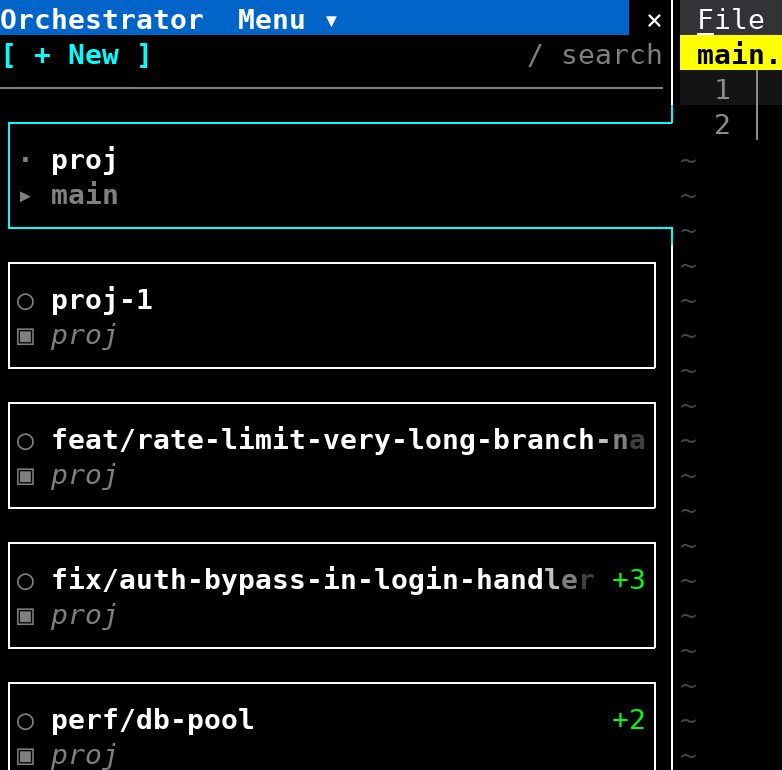 Orchestrator  Menu ▾  ×  File
[ + New ]  / search  main.
1
2
· proj  ~
▸ main  ~
~
~
○ proj-1  ~
▣ proj  ~
~
~
○ feat/rate-limit-very-long-branch-na  ~
▣ proj  ~
~
~
○ fix/auth-bypass-in-login-handler  +3  ~
▣ proj  ~
~
~
○ perf/db-pool  +2  ~
▣ proj  ~